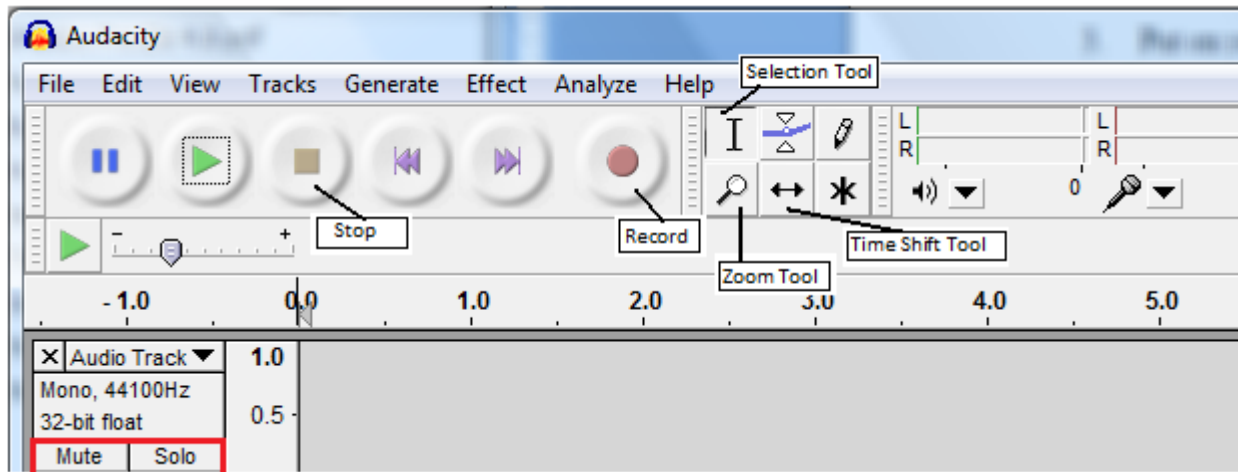 Audacity
File Edit View Tracks Generate Effect Analyze Help
Selection Tool
L
R
L
R
0
Stop
Record
Time Shift Tool
Zoom Tool
- +
- 1.0 0.0 1.0 2.0 3.0 4.0 5.0
X Audio Track 1.0
Mono, 44100Hz
32-bit float 0.5
Mute Solo